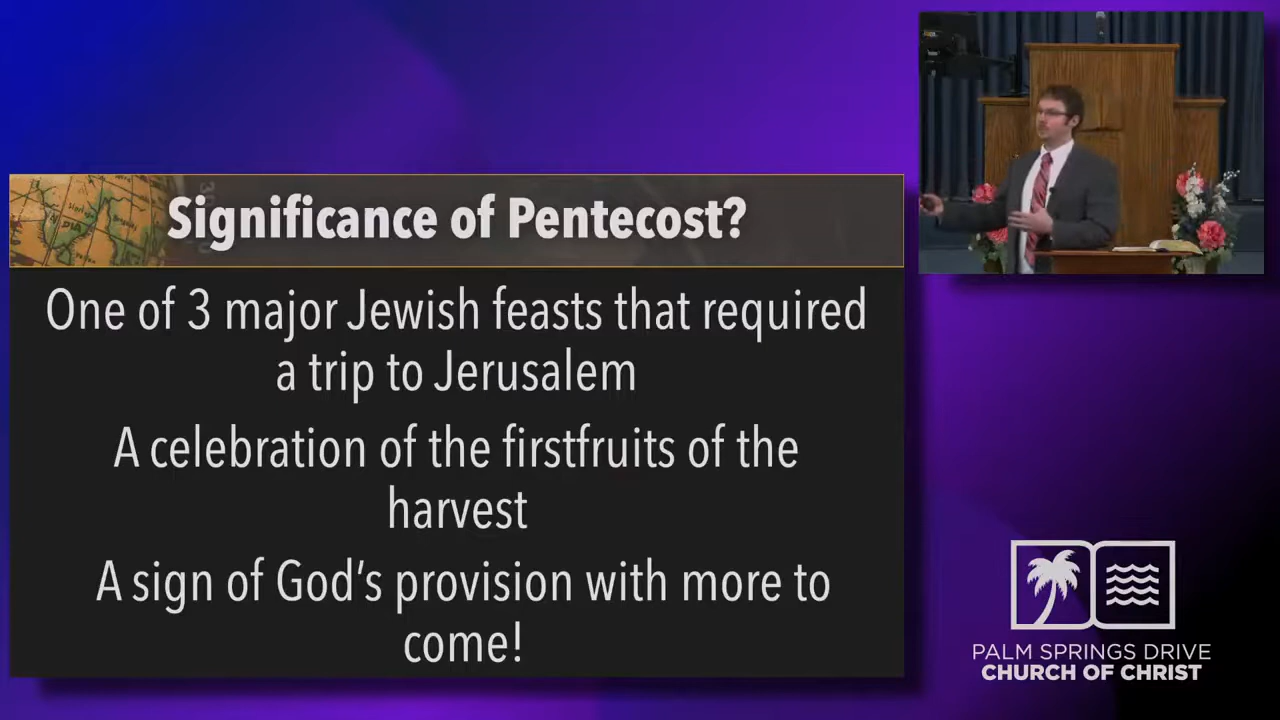 Significance of Pentecost?
One of 3 major Jewish feasts that required
a trip to Jerusalem
A celebration of the firstfruits of the
harvest
A sign of God's provision with more to
come!
PALM SPRINGS DRIVE
CHURCH OF CHRIST